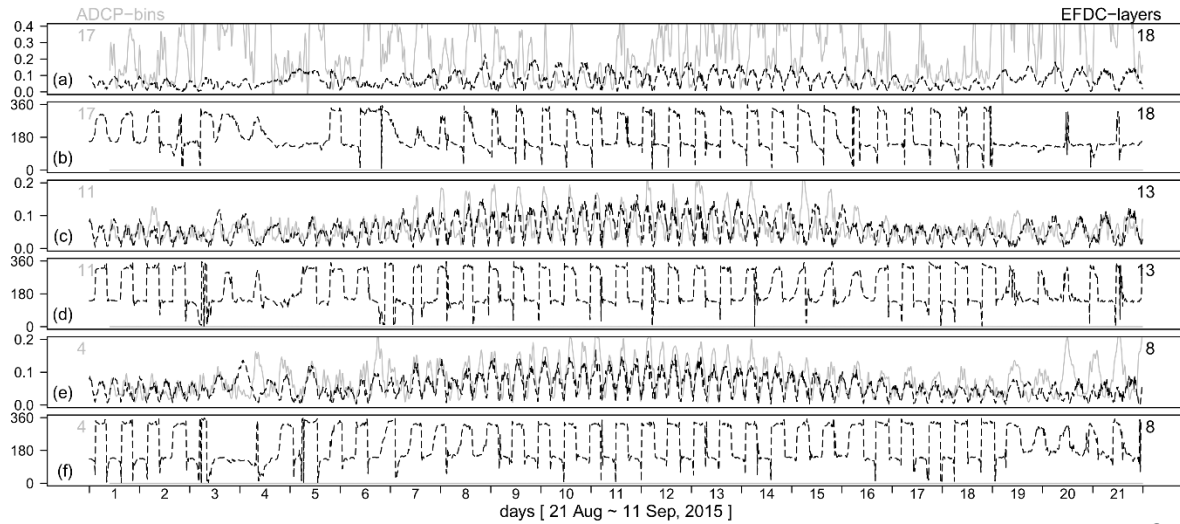 ADCP-bins EFDC-layers
0.4 17 18
0.3
0.2
0.1 (a)
0.0
360 17 18
180
0 (b)
0.2 11 13
0.1
0.0 (c)
360 11 13
180
0 (d)
0.2 4 8
0.1
0.0 (e)
360 4 8
180
0 (f)
1 2 3 4 5 6 7 8 9 10 11 12 13 14 15 16 17 18 19 20 21
days [ 21 Aug ~ 11 Sep, 2015 ]